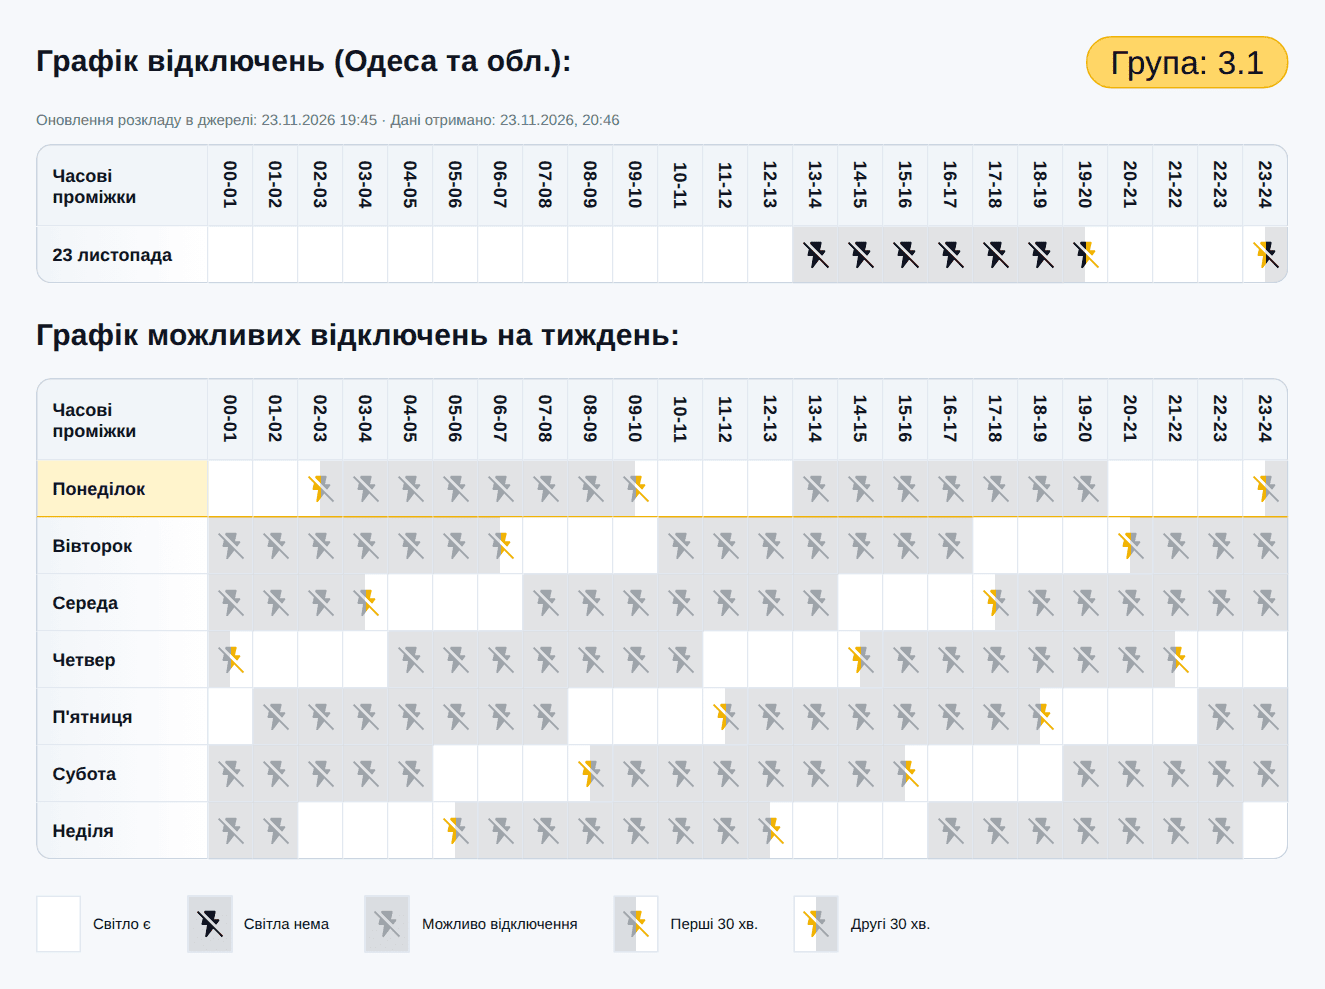 Графік відключень (Одеса та обл.):
Група: 3.1
Оновлення розкладу в джерелі: 23.11.2026 19:45 · Дані отримано: 23.11.2026, 20:46
Часові проміжки 00-01 01-02 02-03 03-04 04-05 05-06 06-07 07-08 08-09 09-10 10-11 11-12 12-13 13-14 14-15 15-16 16-17 17-18 18-19 19-20 20-21 21-22 22-23 23-24
23 листопада
Графік можливих відключень на тиждень:
Часові проміжки 00-01 01-02 02-03 03-04 04-05 05-06 06-07 07-08 08-09 09-10 10-11 11-12 12-13 13-14 14-15 15-16 16-17 17-18 18-19 19-20 20-21 21-22 22-23 23-24
Понеділок
Вівторок
Середа
Четвер
П'ятниця
Субота
Неділя
Світло є Світла нема Можливо відключення Перші 30 хв. Другі 30 хв.